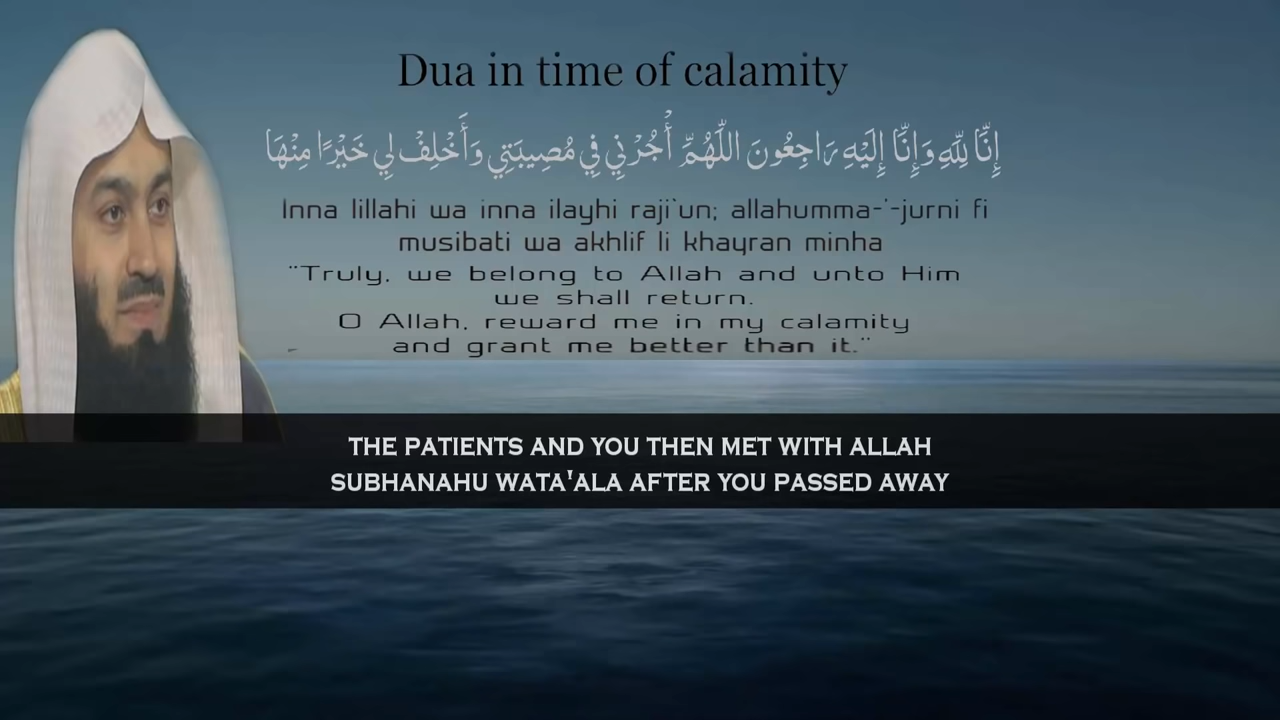 Dua in time of calamity
إِنَّا لِلَّهِ وَإِنَّا إِلَيْهِ رَاجِعُونَ اللَّهُمَّ أْجُرْنِي فِي مُصِيبَتِي وَأَخْلِفْ لِي خَيْرًا مِنْهَا
Inna lillahi wa inna ilayhi raji`un; allahumma-'-jurni fi
musibati wa akhlif li khayran minha
"Truly, we belong to Allah and unto Him
we shall return.
O Allah, reward me in my calamity
and grant me better than it."
THE PATIENTS AND YOU THEN MET WITH ALLAH
SUBHANAHU WATA'ALA AFTER YOU PASSED AWAY